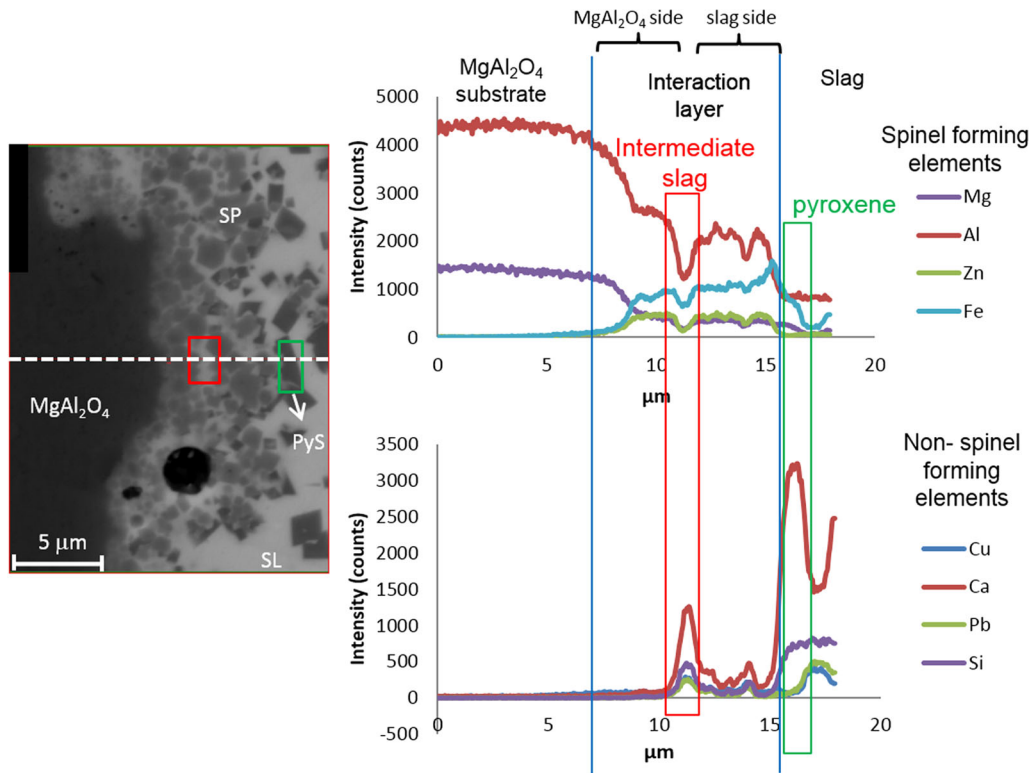 SP
MgAl2O4
PyS
5 μm
SL
MgAl2O4 side
slag side
MgAl2O4
substrate
Interaction
layer
Slag
Intermediate
slag
pyroxene
Intensity (counts)
5000
4000
3000
2000
1000
0
0
5
10
15
20
μm
Spinel forming
elements
Mg
Al
Zn
Fe
Intensity (counts)
3500
3000
2500
2000
1500
1000
500
0
-500
0
5
10
15
20
μm
Non- spinel
forming
elements
Cu
Ca
Pb
Si